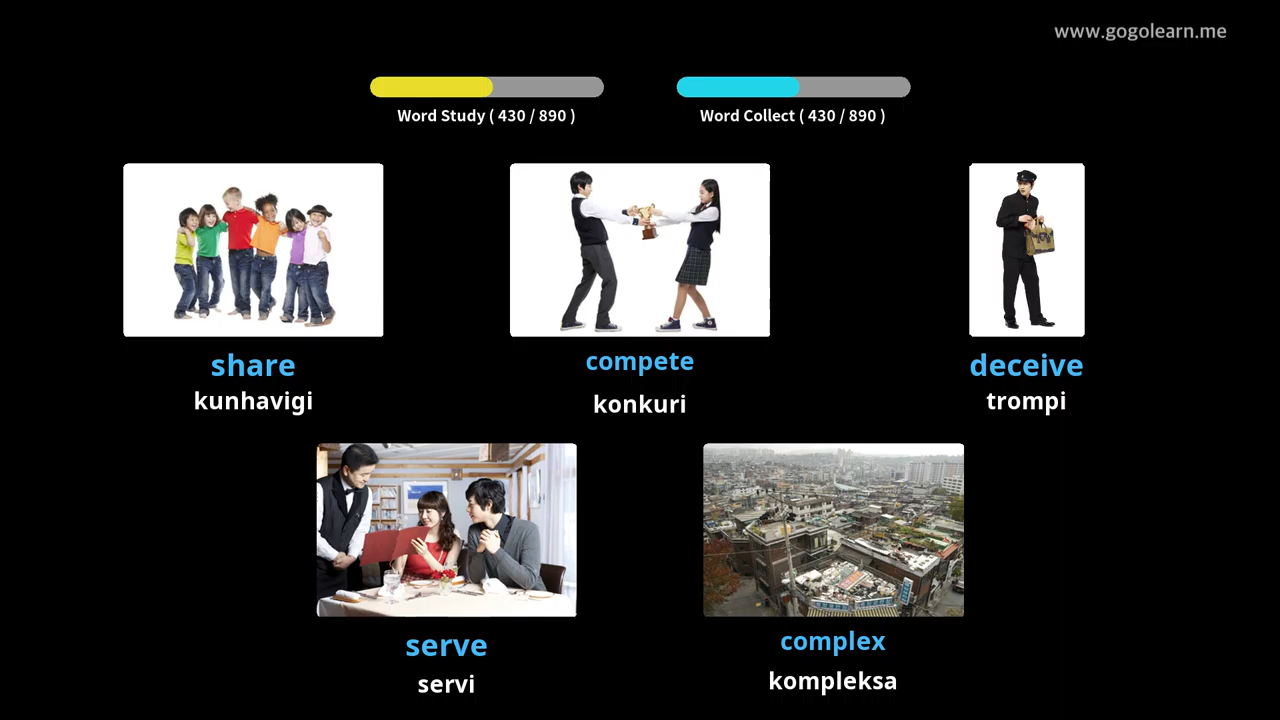 www.gogolearn.me
Word Study ( 430 / 890 )
Word Collect ( 430 / 890 )
share
kunhavigi
compete
konkuri
deceive
trompi
serve
servi
complex
kompleksa